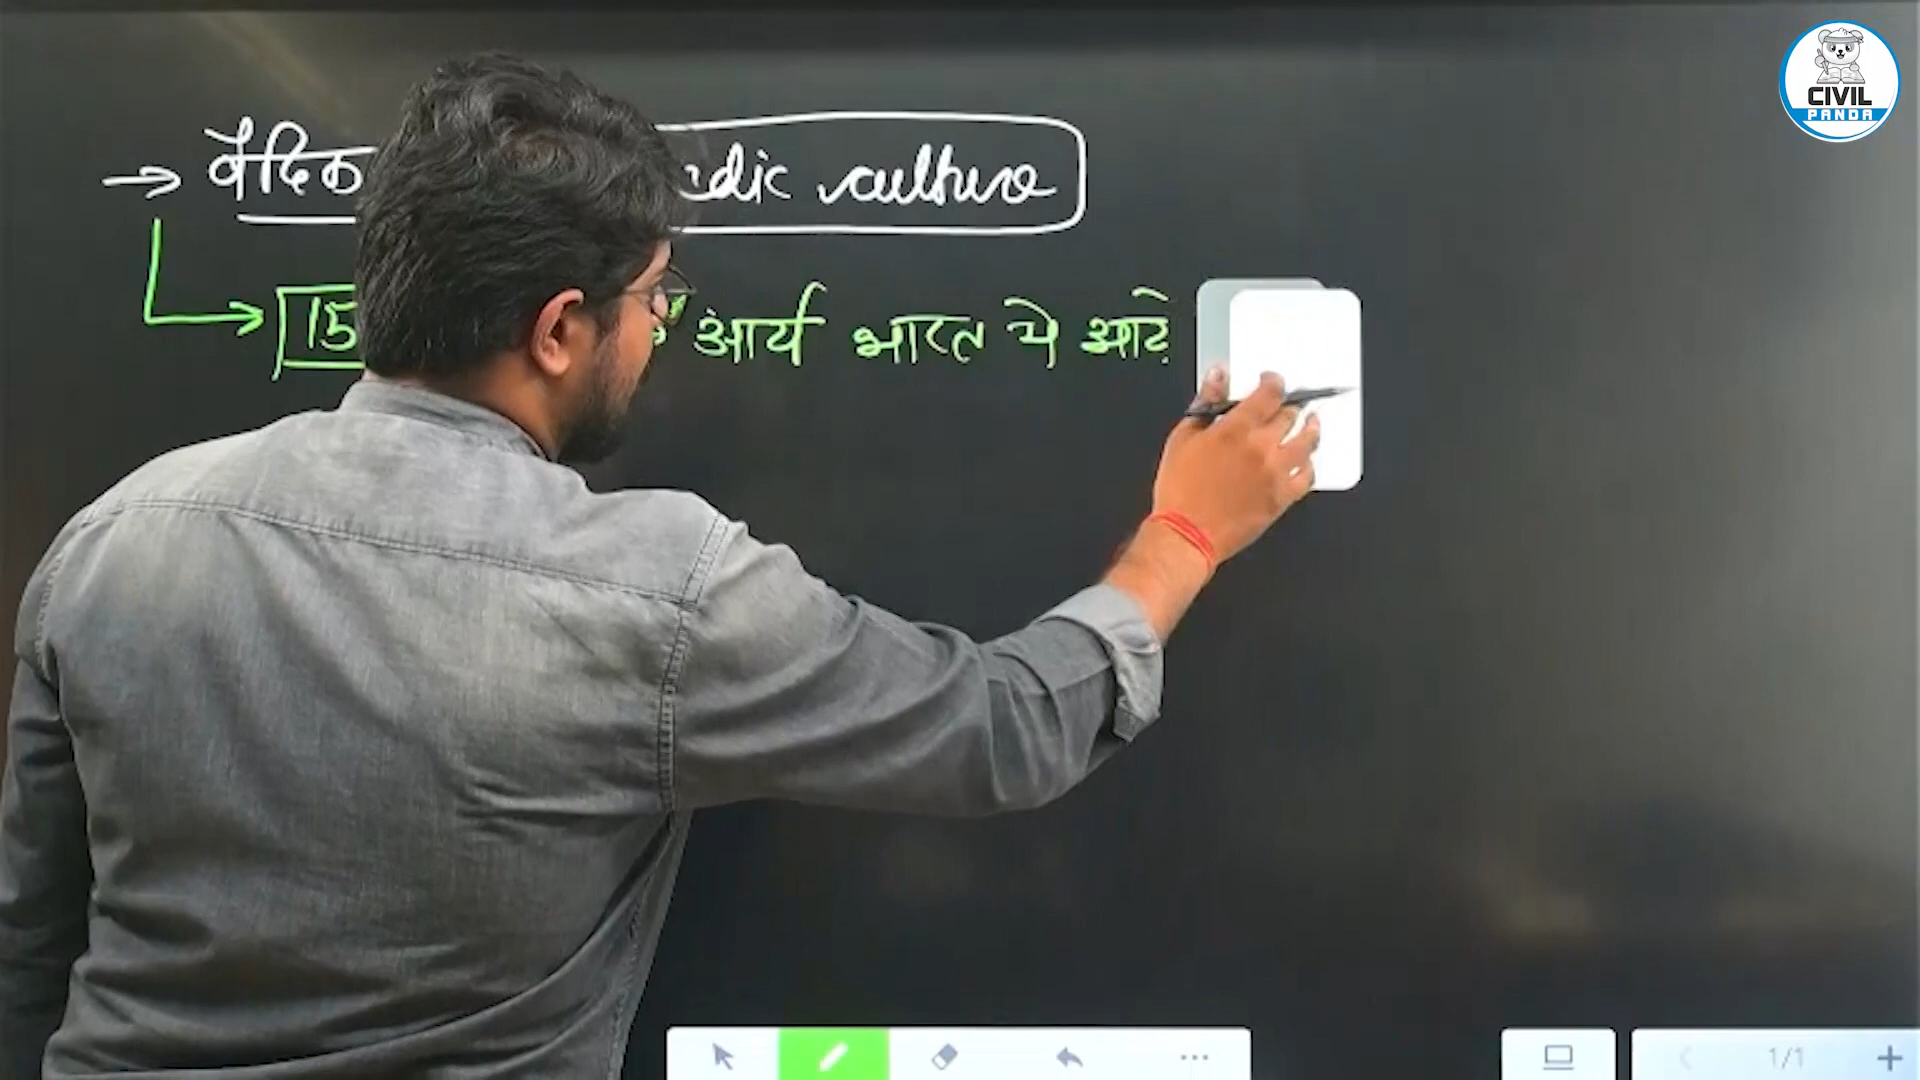 → वैदिक dic culture
15 आर्य भारत मे आये
CIVIL
PANDA
1/1